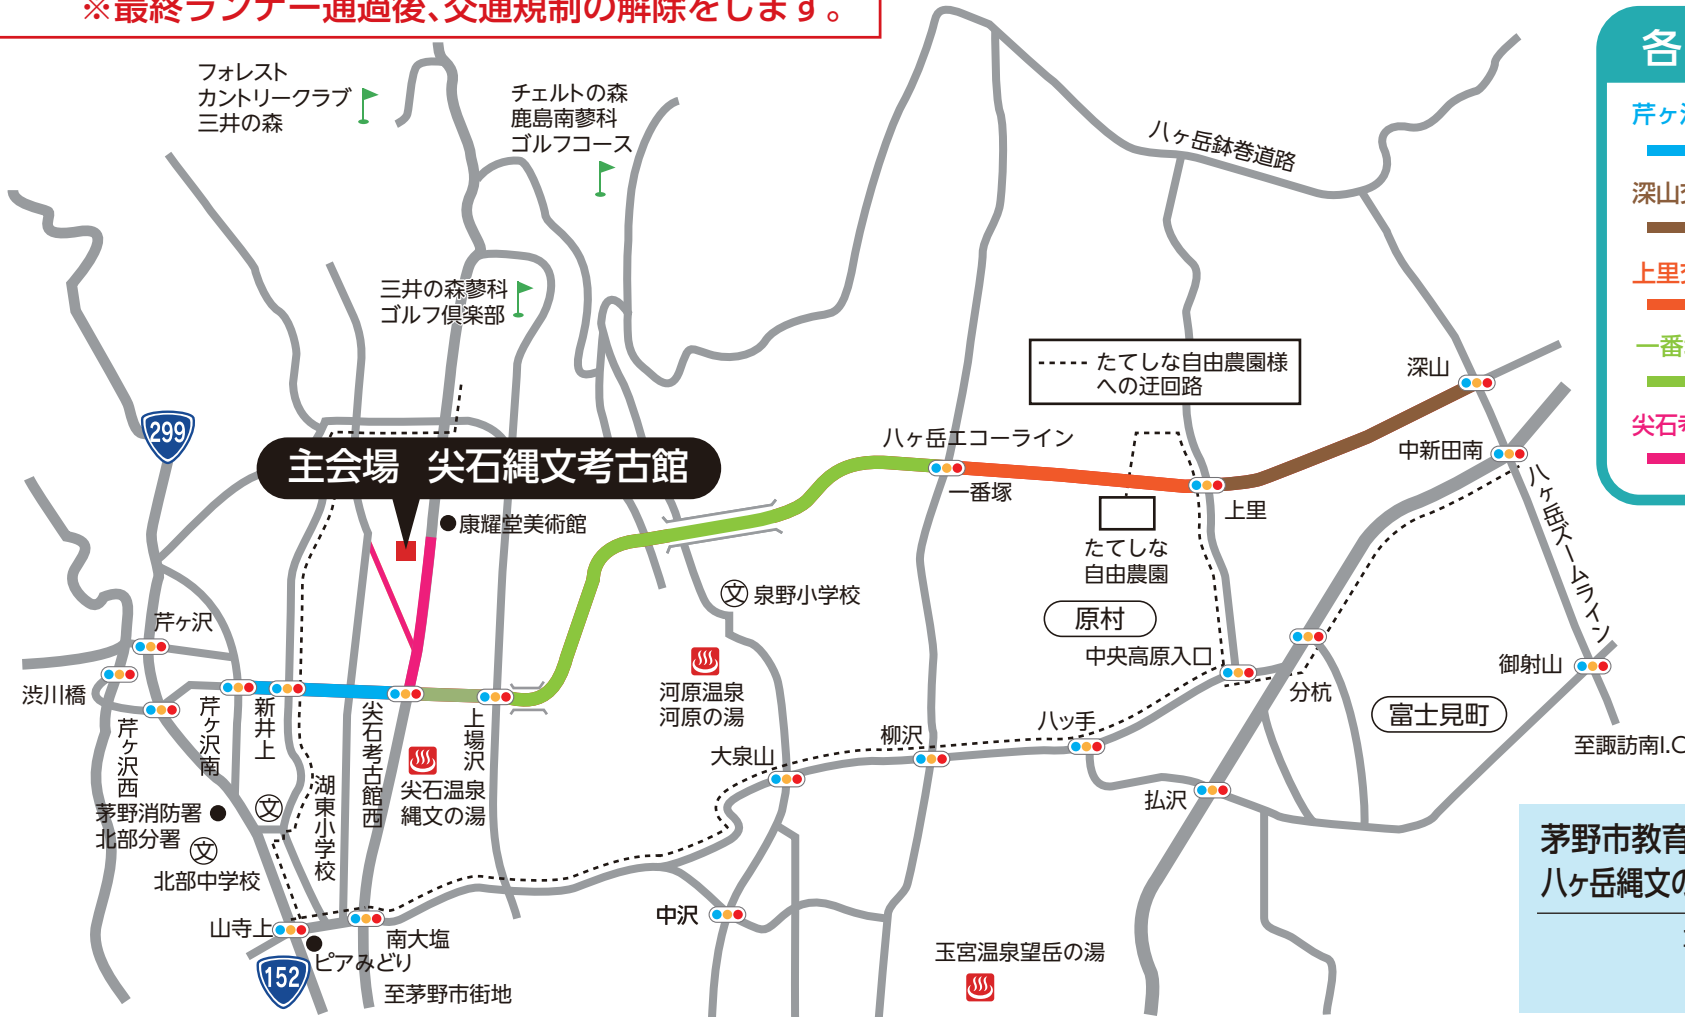 ※最終ランナー通過後、交通規制の解除をします。
フォレスト
カントリークラブ
三井の森
チェルトの森
鹿島南蓼科
ゴルフコース
八ヶ岳鉢巻道路
三井の森蓼科
ゴルフ倶楽部
たてしな自由農園様
への迂回路
深山
299
主会場 尖石縄文考古館
八ヶ岳エコーライン
一番塚
上里
中新田南
八ヶ岳ズームライン
康耀堂美術館
たてしな
自由農園
文
泉野小学校
原村
芹ヶ沢
渋川橋
中央高原入口
御射山
河原温泉
河原の湯
分杭
富士見町
芹ヶ沢西
芹ヶ沢南
新井上
尖石考古館西
上場沢
大泉山
柳沢
八ッ手
至諏訪南I.C
尖石温泉
縄文の湯
払沢
茅野消防署
北部分署
文
湖東小学校
文
北部中学校
山寺上
南大塩
中沢
ピアみどり
152
至茅野市街地
玉宮温泉望岳の湯
各
芹ヶ
深山
上里
一番
尖石
茅野市教育
八ヶ岳縄文の